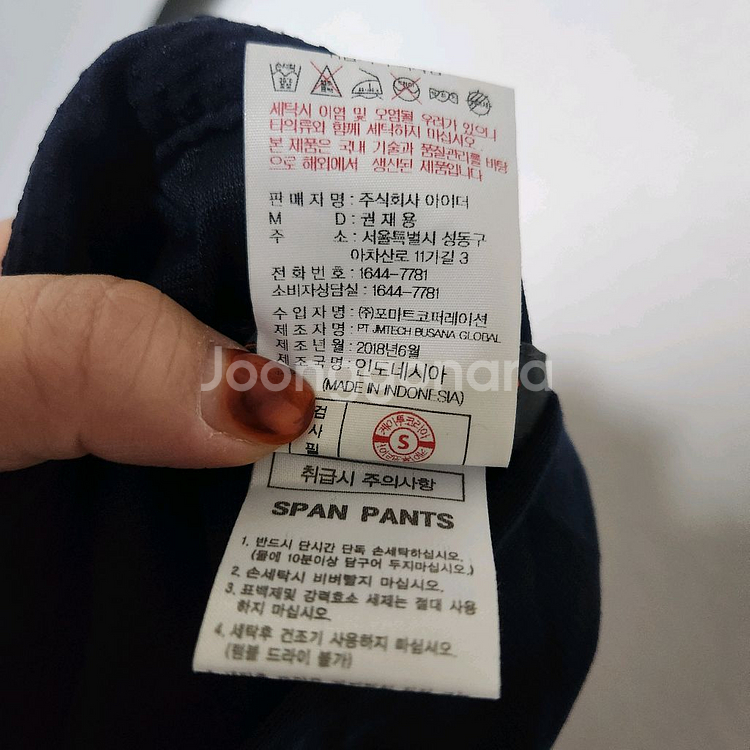 세탁시 이염 및 오염될 우려가 있으니
타의류와 함께 세탁하지 마십시오
본 제품은 국내 기술과 품질관리를 바탕
으로 해외에서 생산된 제품입니다
판 매 자 명 : 주식회사 아이더
M D : 권 재 용
주 소 : 서울특별시 성동구
아차산로 11가길 3
전 화 번 호 : 1644-7781
소비자상담실 : 1644-7781
수 입 자 명 : (주)포마트코퍼레이션
제 조 자 명 : PT JMTECH BUSANA GLOBAL
제 조 년 월 : 2018년6월
제 조 국 명 : 인도네시아
(MADE IN INDONESIA)
Joonggonara
검
사
필
S
취급시 주의사항
SPAN PANTS
1. 반드시 단시간 단독 손세탁하십시오.
(물에 10분이상 담구어 두지마십시오.)
2. 손세탁시 비버할지 마십시오.
3. 표백제및 강력효소 세제는 절대 사용
하지 마십시오.
4. 세탁후 건조기 사용하지 마십시오.
(텀블 드라이 불가)